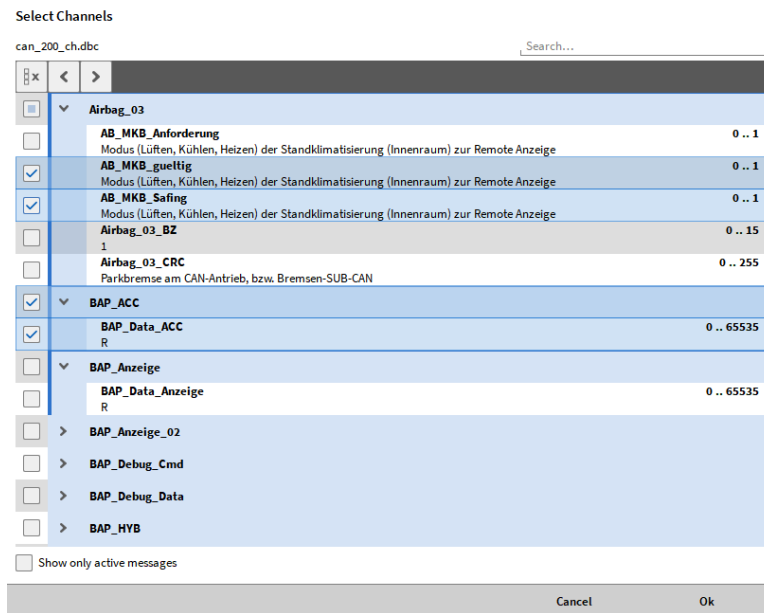 Select Channels
can_200_ch.dbc
Search...
Airbag_03
AB_MKB_Anforderung 0 .. 1
Modus (Lüften, Kühlen, Heizen) der Standklimatisierung (Innenraum) zur Remote Anzeige
AB_MKB_gueltig 0 .. 1
Modus (Lüften, Kühlen, Heizen) der Standklimatisierung (Innenraum) zur Remote Anzeige
AB_MKB_Safing 0 .. 1
Modus (Lüften, Kühlen, Heizen) der Standklimatisierung (Innenraum) zur Remote Anzeige
Airbag_03_BZ 0 .. 15
1
Airbag_03_CRC 0 .. 255
Parkbremse am CAN-Antrieb, bzw. Bremsen-SUB-CAN
BAP_ACC
BAP_Data_ACC 0 .. 65535
R
BAP_Anzeige
BAP_Data_Anzeige 0 .. 65535
R
BAP_Anzeige_02
BAP_Debug_Cmd
BAP_Debug_Data
BAP_HYB
Show only active messages
Cancel Ok